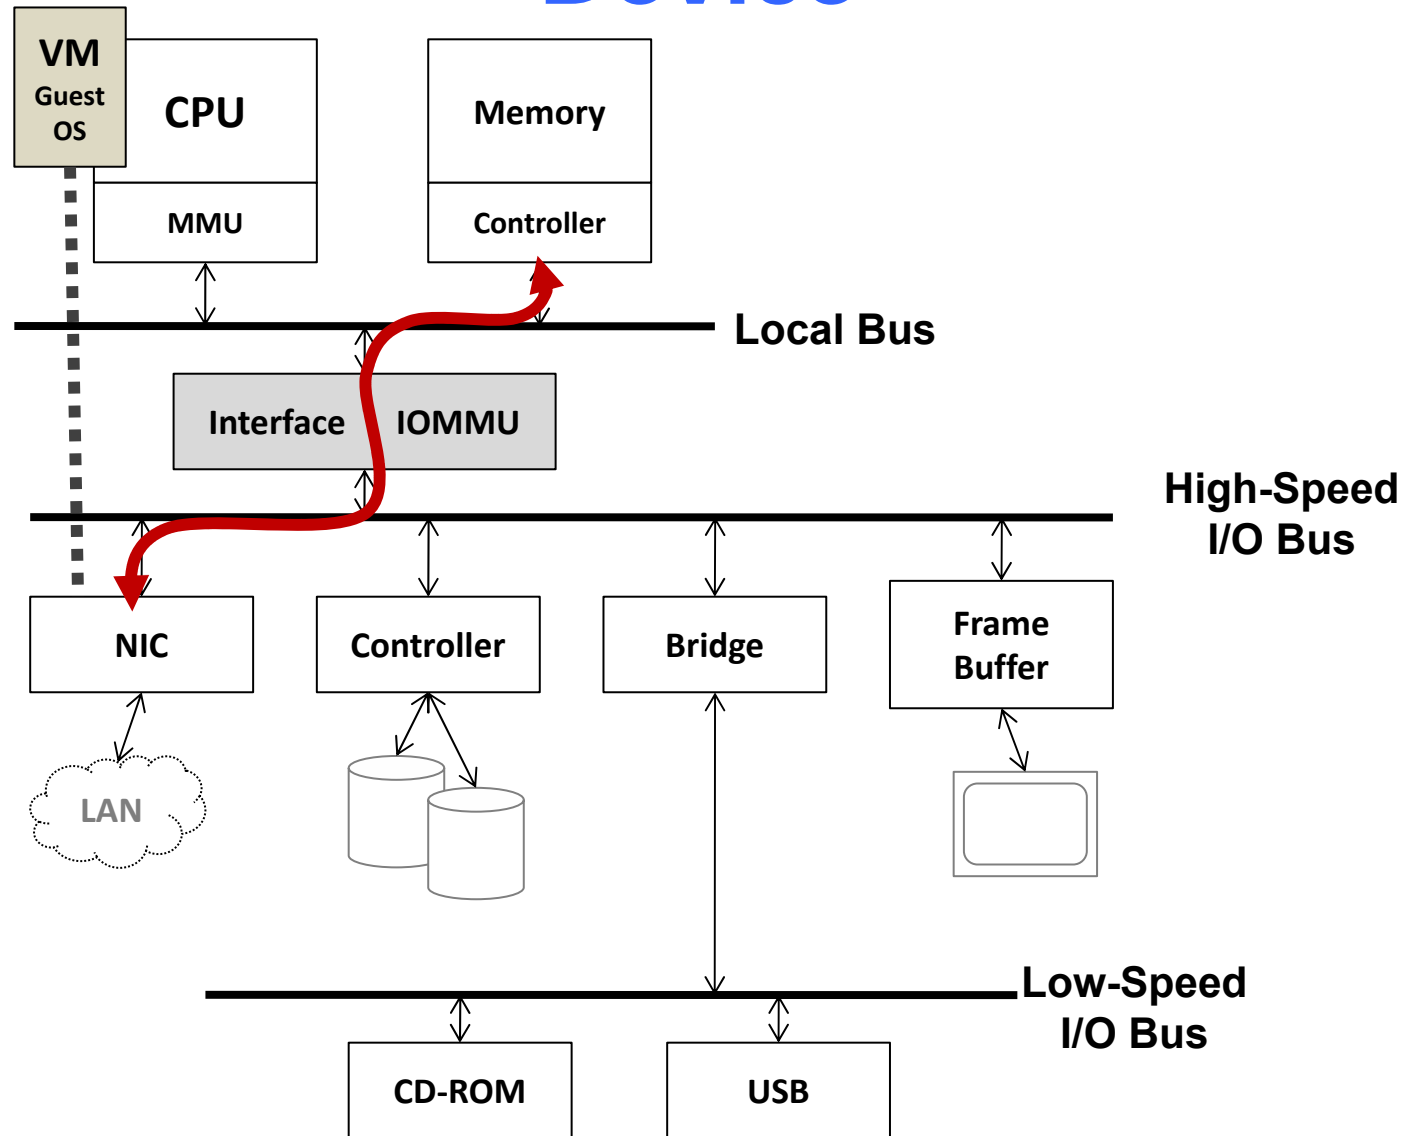 VM
Guest
OS
CPU
Memory
MMU
Controller
Local Bus
Interface IOMMU
High-Speed
I/O Bus
NIC
Controller
Bridge
Frame
Buffer
LAN
Low-Speed
I/O Bus
CD-ROM
USB